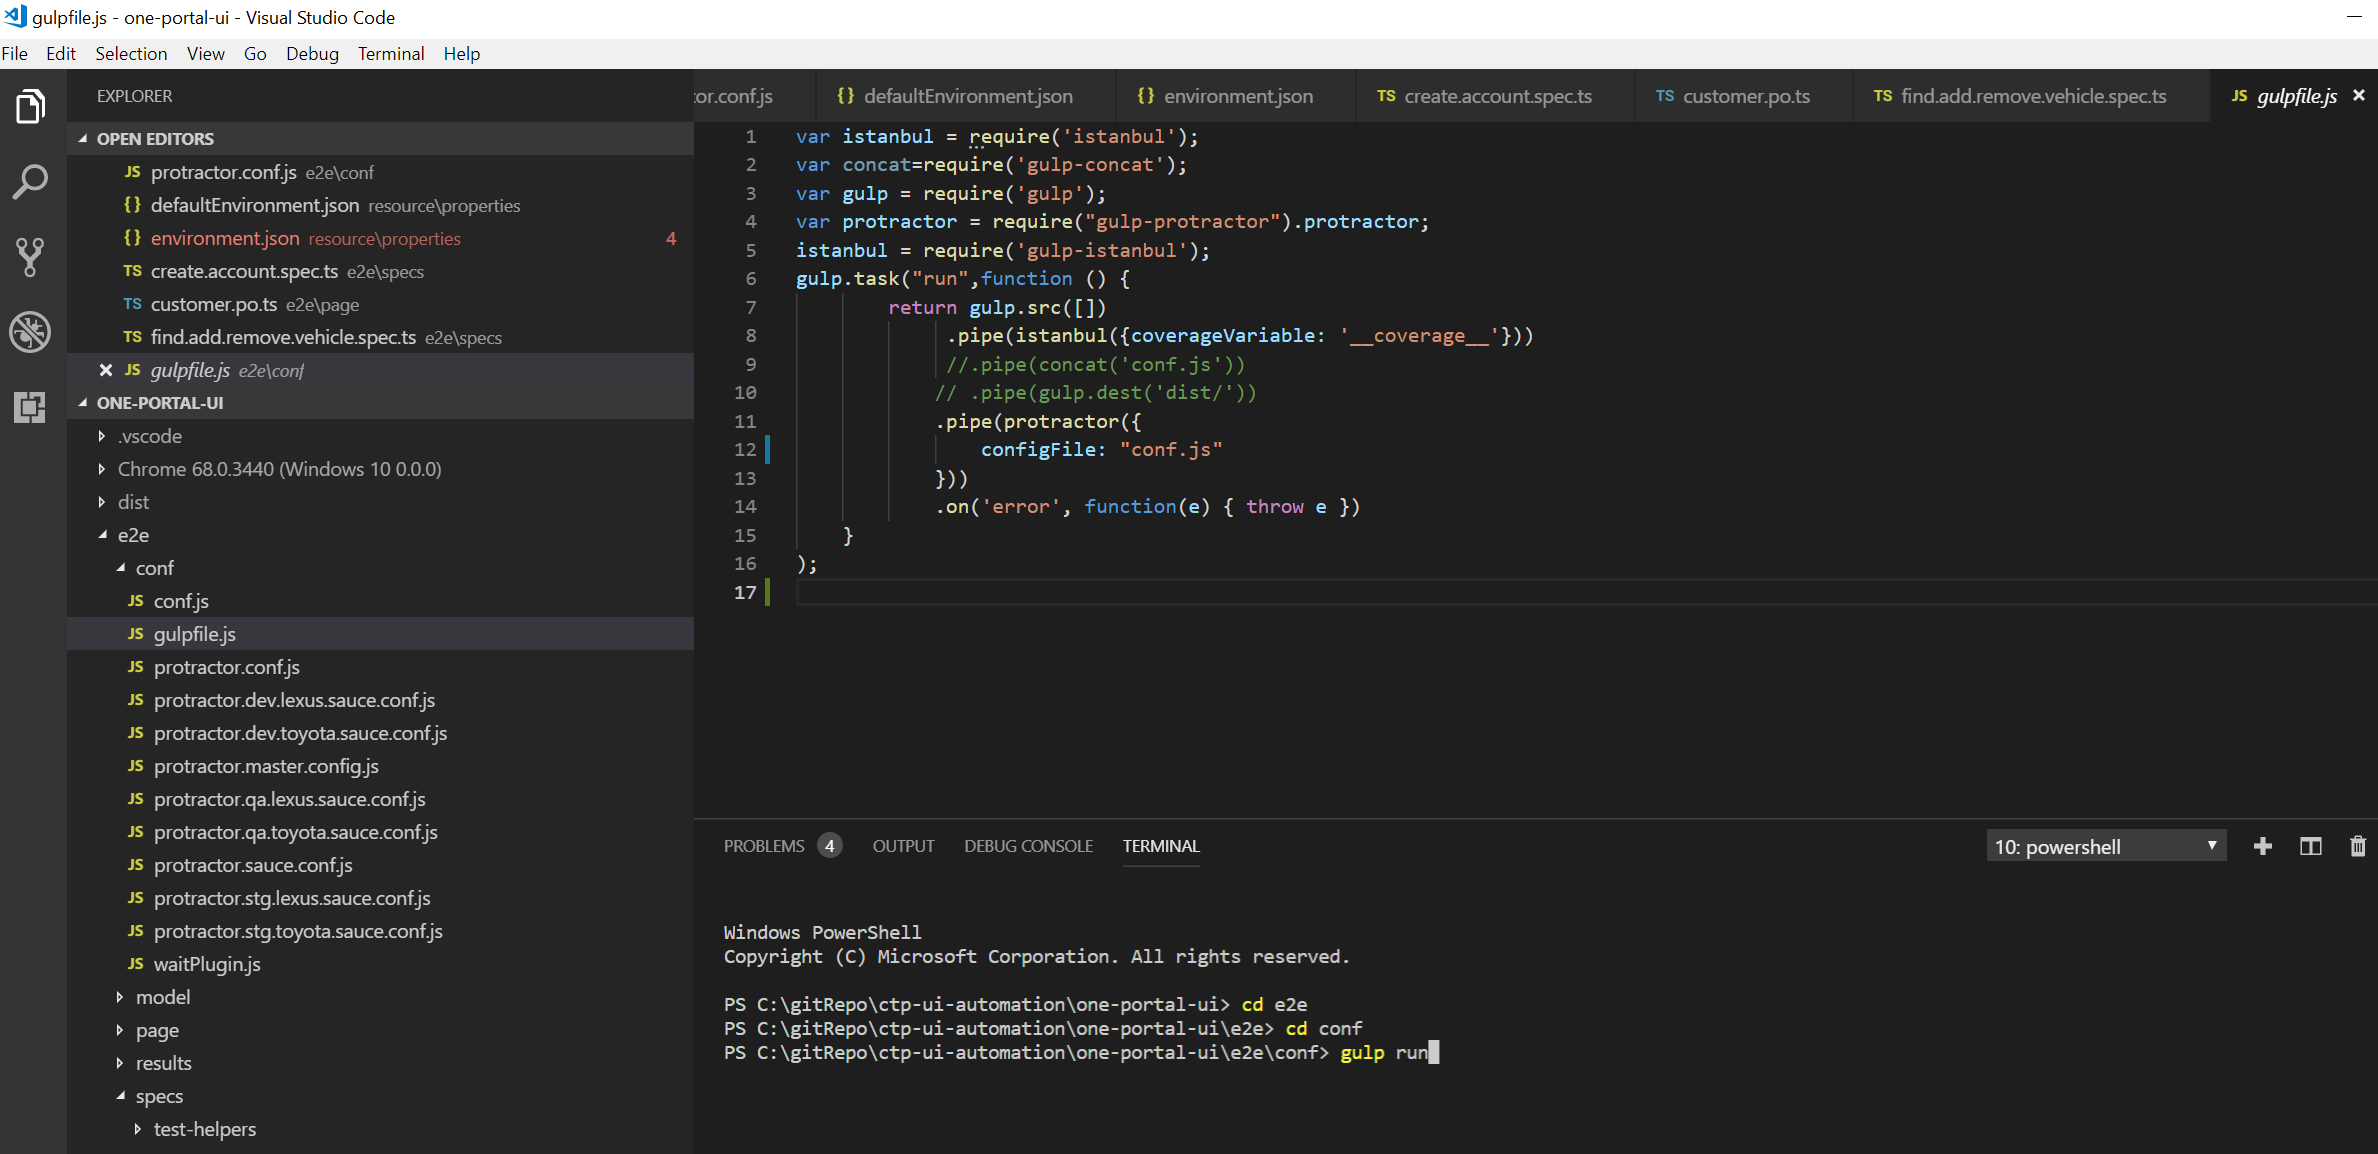 gulpfile.js - one-portal-ui - Visual Studio Code
File Edit Selection View Go Debug Terminal Help
EXPLORER
OPEN EDITORS
JS protractor.conf.js e2e\conf
{} defaultEnvironment.json resource\properties
{} environment.json resource\properties 4
TS create.account.spec.ts e2e\specs
TS customer.po.ts e2e\page
TS find.add.remove.vehicle.spec.ts e2e\specs
JS gulpfile.js e2e\conf
ONE-PORTAL-UI
.vscode
Chrome 68.0.3440 (Windows 10 0.0.0)
dist
e2e
conf
JS conf.js
JS gulpfile.js
JS protractor.conf.js
JS protractor.dev.lexus.sauce.conf.js
JS protractor.dev.toyota.sauce.conf.js
JS protractor.master.config.js
JS protractor.qa.lexus.sauce.conf.js
JS protractor.qa.toyota.sauce.conf.js
JS protractor.sauce.conf.js
JS protractor.stg.lexus.sauce.conf.js
JS protractor.stg.toyota.sauce.conf.js
JS waitPlugin.js
model
page
results
specs
test-helpers
or.conf.js {} defaultEnvironment.json {} environment.json TS create.account.spec.ts TS customer.po.ts TS find.add.remove.vehicle.spec.ts JS gulpfile.js
1 var istanbul = require('istanbul');
2 var concat=require('gulp-concat');
3 var gulp = require('gulp');
4 var protractor = require("gulp-protractor").protractor;
5 istanbul = require('gulp-istanbul');
6 gulp.task("run",function () {
7 return gulp.src([])
8 .pipe(istanbul({coverageVariable: '__coverage__'}))
9 //.pipe(concat('conf.js'))
10 // .pipe(gulp.dest('dist/'))
11 .pipe(protractor({
12 configFile: "conf.js"
13 }))
14 .on('error', function(e) { throw e })
15 }
16 );
17
PROBLEMS 4 OUTPUT DEBUG CONSOLE TERMINAL 10: powershell
Windows PowerShell
Copyright (C) Microsoft Corporation. All rights reserved.
PS C:\gitRepo\ctp-ui-automation\one-portal-ui> cd e2e
PS C:\gitRepo\ctp-ui-automation\one-portal-ui\e2e> cd conf
PS C:\gitRepo\ctp-ui-automation\one-portal-ui\e2e\conf> gulp run